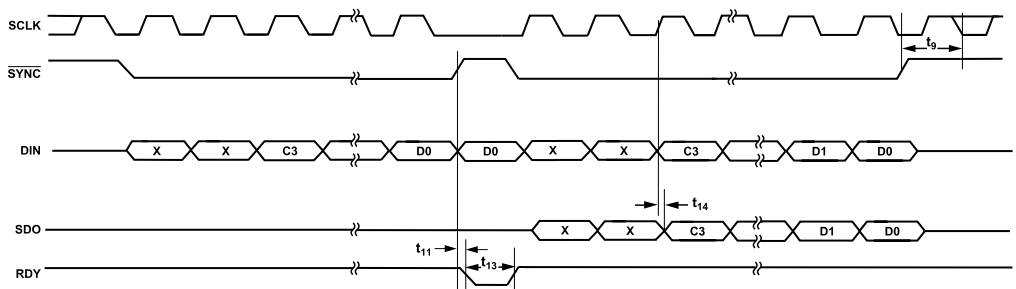 SCLK
t9
SYNC
DIN X X C3 D0 D0 X X C3 D1 D0
t14
SDO X X C3 D1 D0
t11 t13
RDY